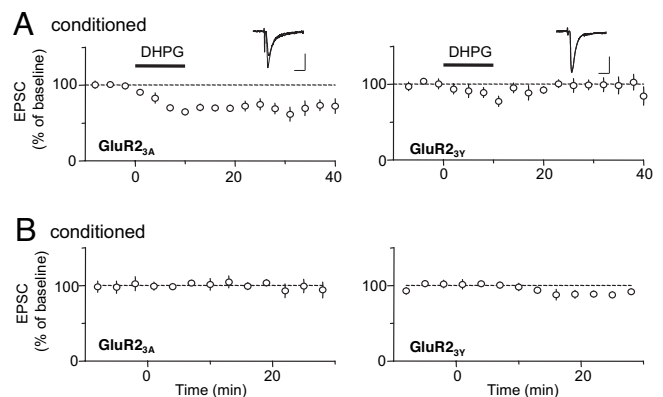 A conditioned
DHPG
DHPG
EPSC
(% of baseline)
100
0
GluR2₃A
0
20
40
100
0
GluR2₃Y
0
20
40
B conditioned
EPSC
(% of baseline)
100
0
GluR2₃A
0
20
Time (min)
100
0
GluR2₃Y
0
20
Time (min)